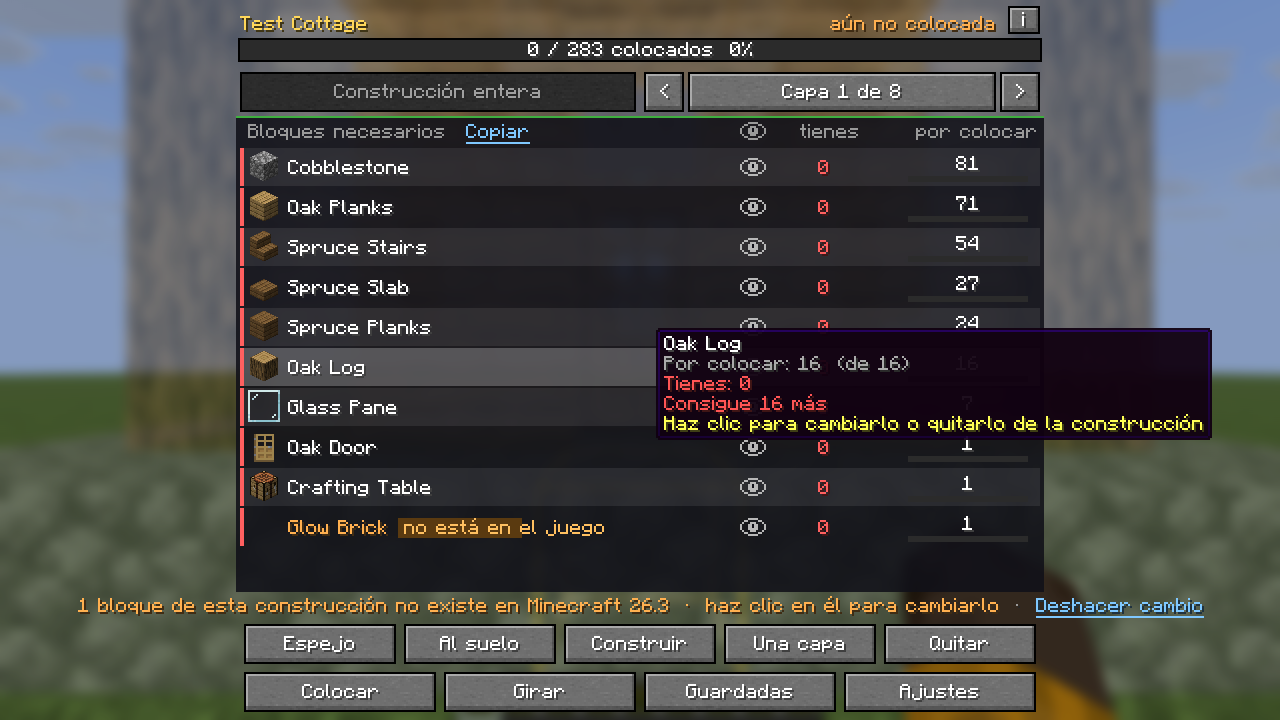 Test Cottage
aún no colocada
i
0 / 283 colocados 0%
Construcción entera
<
Capa 1 de 8
>
Bloques necesarios Copiar tienes por colocar
Cobblestone 0 81
Oak Planks 0 71
Spruce Stairs 0 54
Spruce Slab 0 27
Spruce Planks 0 24
Oak Log 16
Oak Log
Por colocar: 16 (de 16)
Tienes: 0
Consigue 16 más
Haz clic para cambiarlo o quitarlo de la construcción
Glass Pane 7
Oak Door 0 1
Crafting Table 0 1
Glow Brick no está en el juego 0 1
1 bloque de esta construcción no existe en Minecraft 26.3 · haz clic en él para cambiarlo · Deshacer cambio
Espejo Al suelo Construir Una capa Quitar
Colocar Girar Guardadas Ajustes